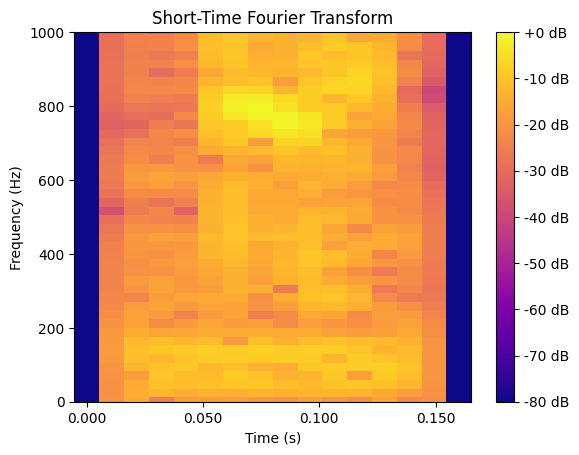 Short-Time Fourier Transform
1000
800
600
400
200
0
Frequency (Hz)
0.000
0.050
0.100
0.150
Time (s)
+0 dB
-10 dB
-20 dB
-30 dB
-40 dB
-50 dB
-60 dB
-70 dB
-80 dB